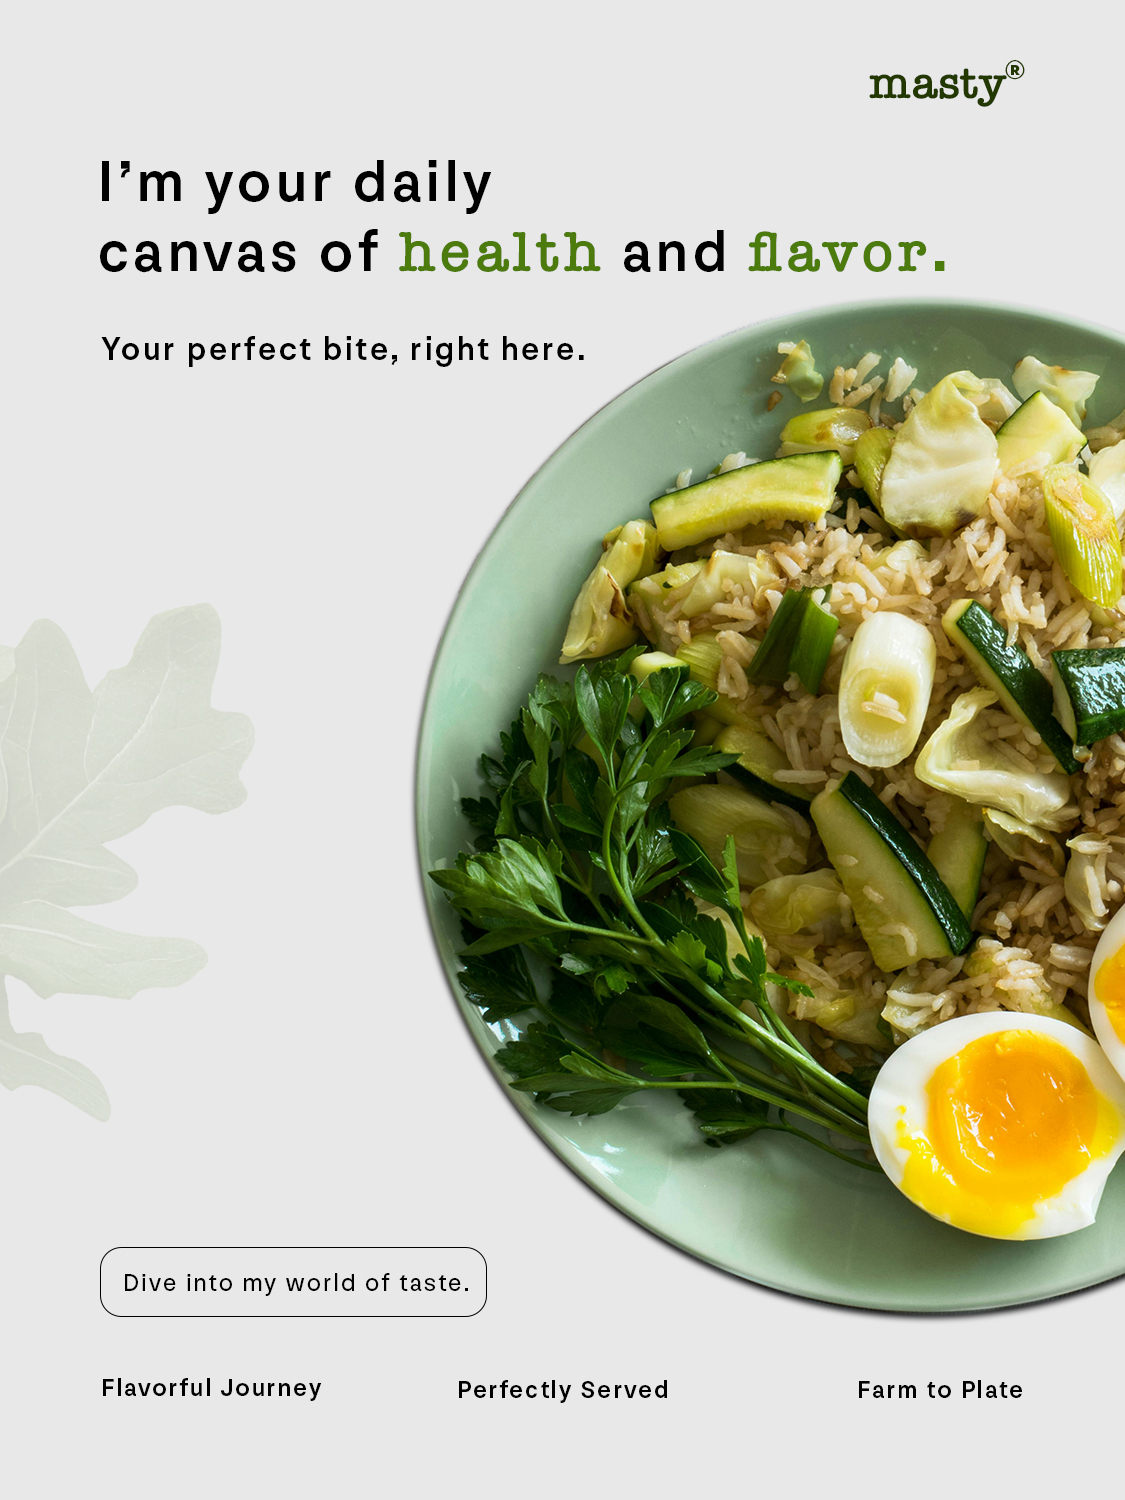 masty®
I’m your daily
canvas of health and flavor.
Your perfect bite, right here.
Dive into my world of taste.
Flavorful Journey
Perfectly Served
Farm to Plate